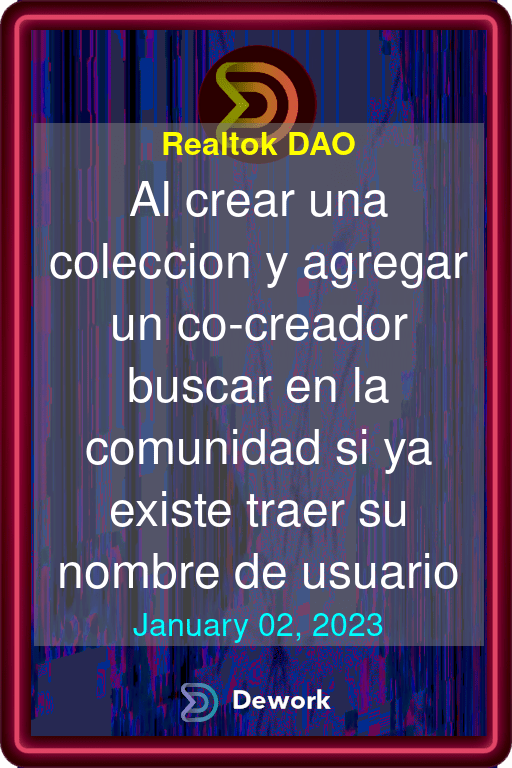 Realtok DAO
Al crear una
coleccion y agregar
un co-creador
buscar en la
comunidad si ya
existe traer su
nombre de usuario
January 02, 2023
Dework